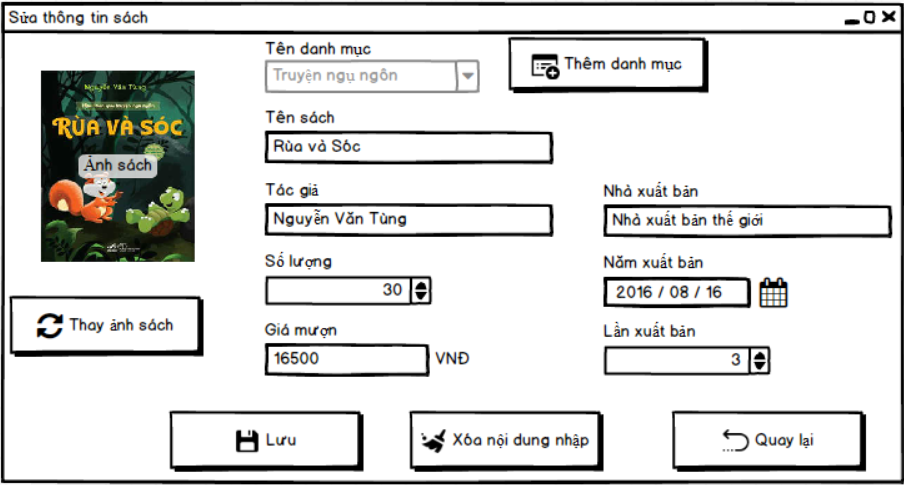 Sửa thông tin sách
Tên danh mục
Truyện ngụ ngôn
Thêm danh mục
Nguyễn Văn Tùng
RÙA VÀ SÓC
Ảnh sách
Tên sách
Rùa và Sóc
Tác giả
Nguyễn Văn Tùng
Nhà xuất bản
Nhà xuất bản thế giới
Số lượng
30
Năm xuất bản
2016 / 08 / 16
Thay ảnh sách
Giá mượn
16500 VNĐ
Lần xuất bản
3
Lưu
Xóa nội dung nhập
Quay lại